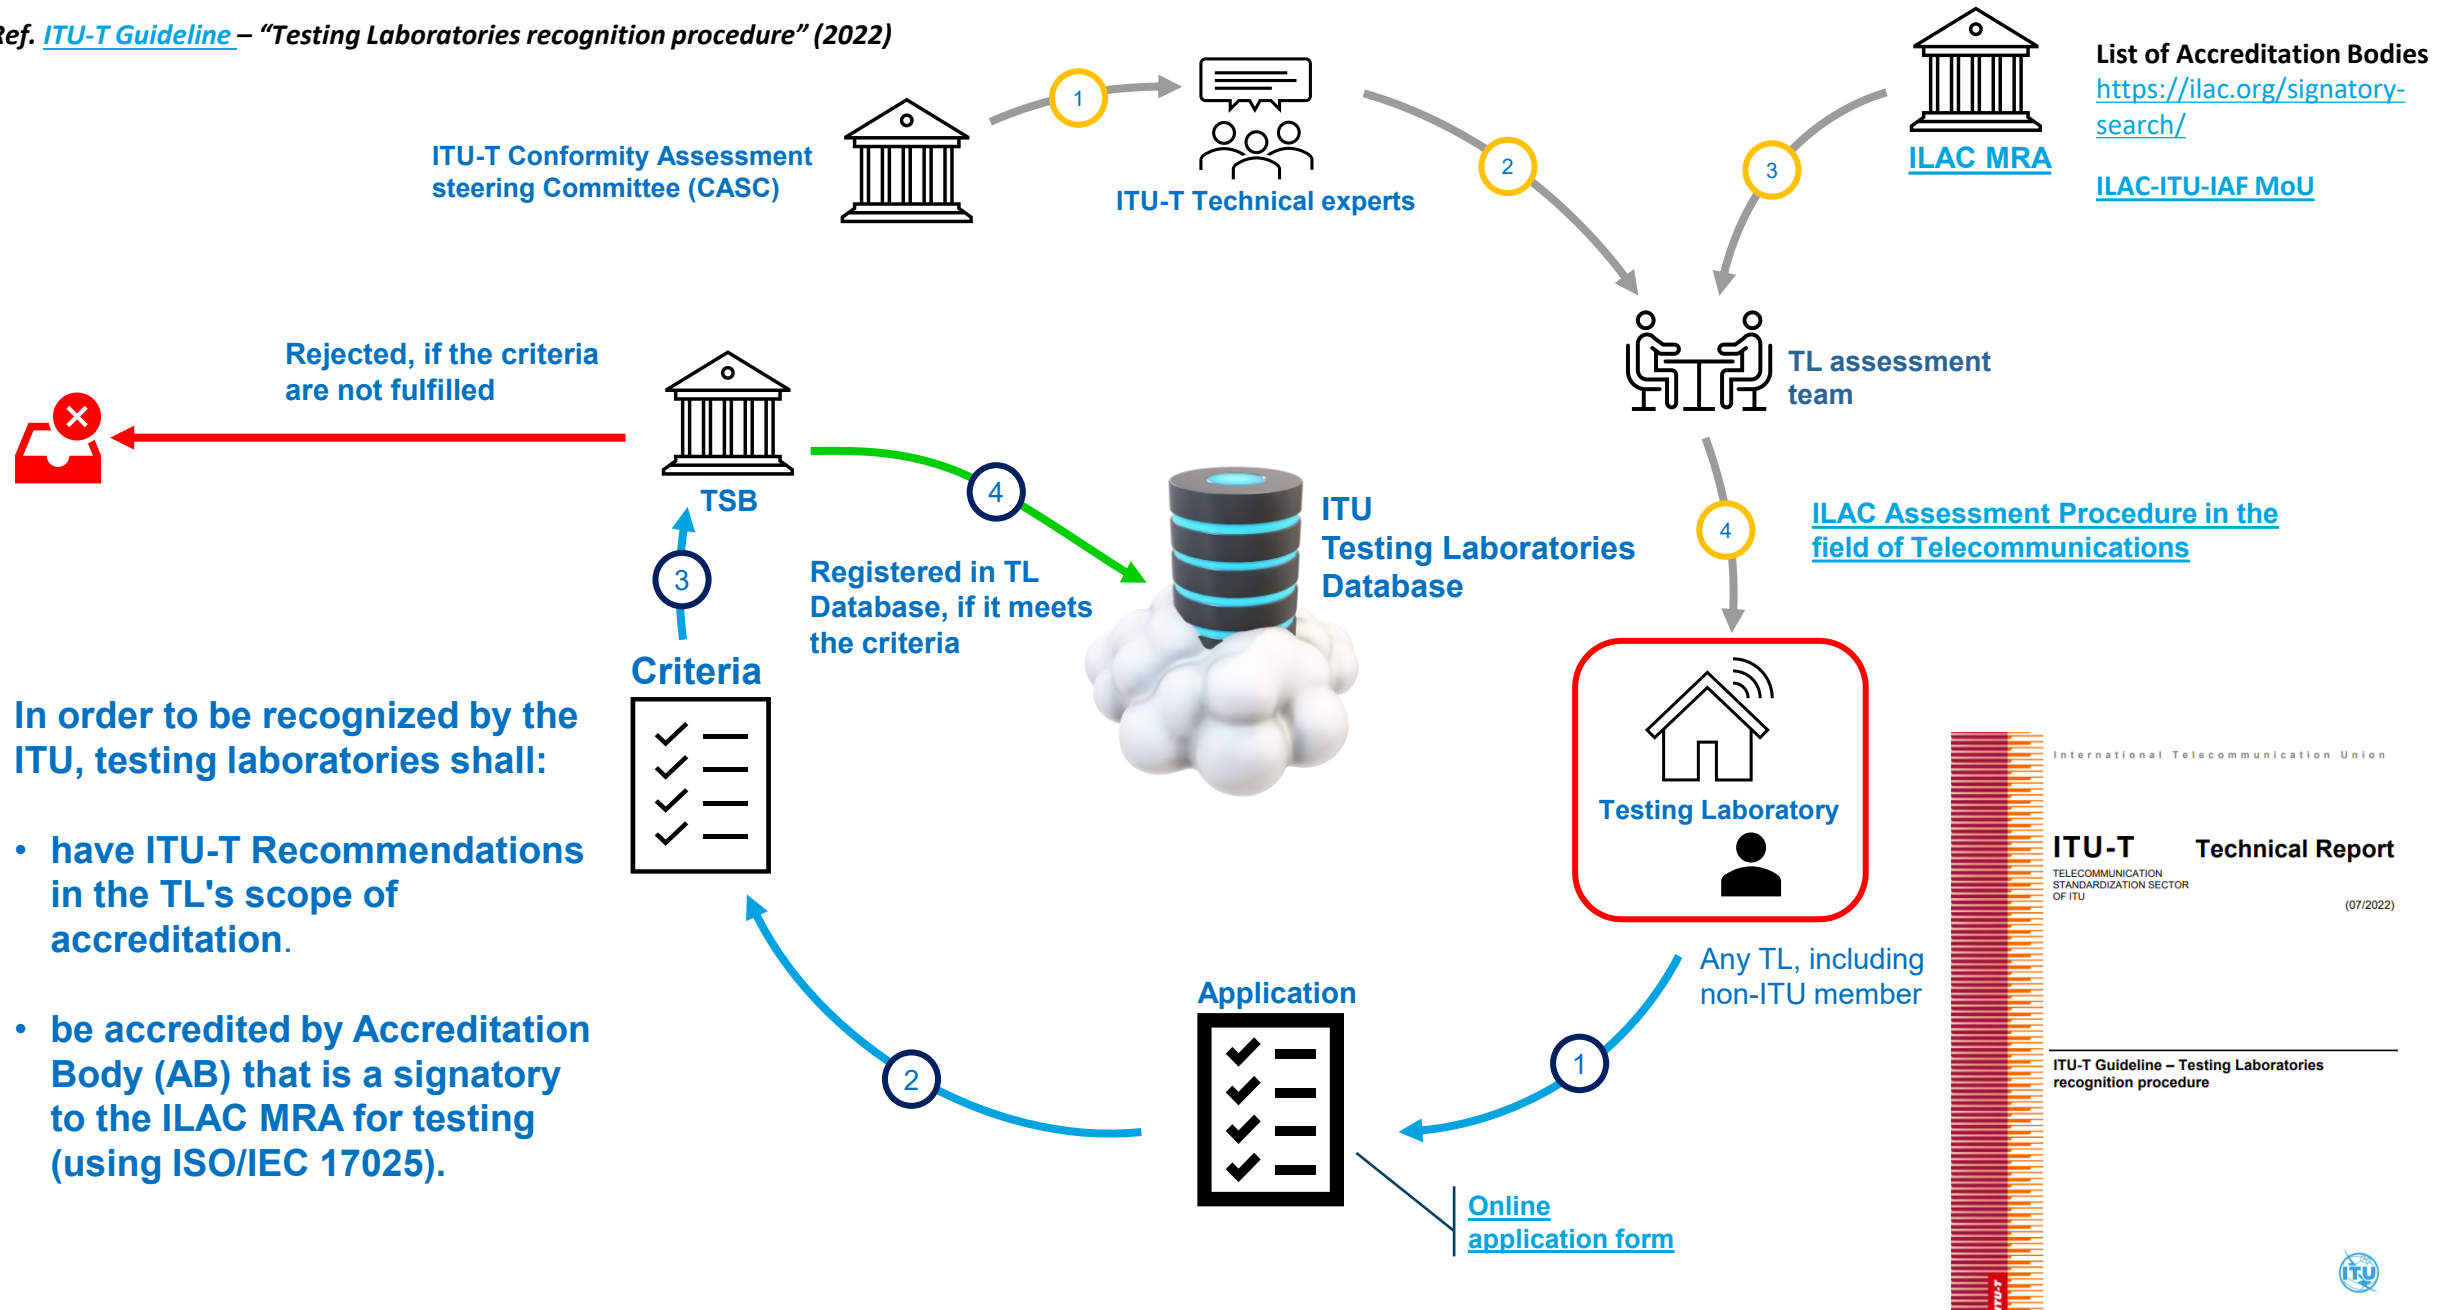 Ref. ITU-T Guideline – “Testing Laboratories recognition procedure” (2022)
1
ITU-T Conformity Assessment
steering Committee (CASC)
ITU-T Technical experts
2
3
ILAC MRA
List of Accreditation Bodies
https://ilac.org/signatory-
search/
ILAC-ITU-IAF MoU
Rejected, if the criteria
are not fulfilled
TSB
4
3
Registered in TL
Database, if it meets
the criteria
ITU
Testing Laboratories
Database
TL assessment
team
4
ILAC Assessment Procedure in the
field of Telecommunications
Criteria
In order to be recognized by the
ITU, testing laboratories shall:
• have ITU-T Recommendations
in the TL's scope of
accreditation.
• be accredited by Accreditation
Body (AB) that is a signatory
to the ILAC MRA for testing
(using ISO/IEC 17025).
Testing Laboratory
Any TL, including
non-ITU member
1
2
Application
Online
application form
International Telecommunication Union
ITU-T
Technical Report
TELECOMMUNICATION
STANDARDIZATION SECTOR
OF ITU
(07/2022)
ITU-T Guideline – Testing Laboratories
recognition procedure
ITU-T
ITU